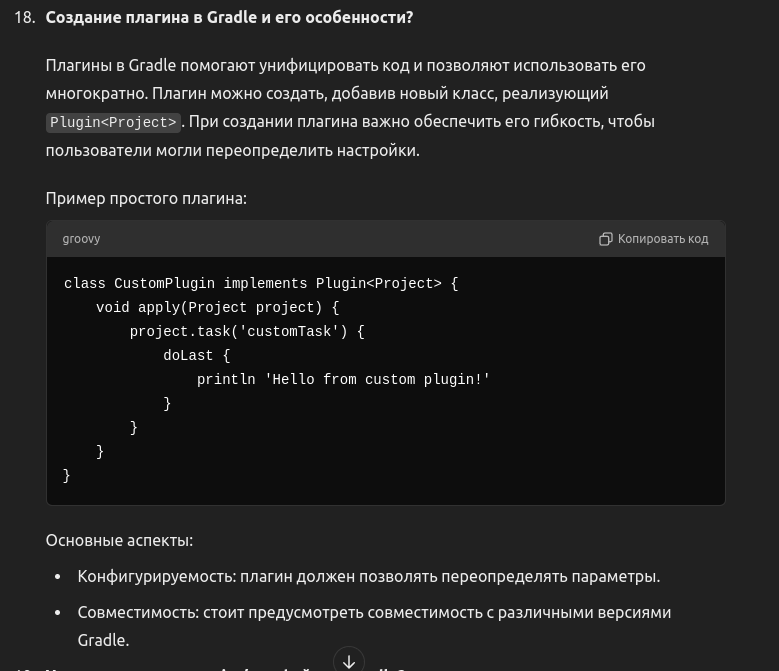 18. Создание плагина в Gradle и его особенности?
Плагины в Gradle помогают унифицировать код и позволяют использовать его
многократно. Плагин можно создать, добавив новый класс, реализующий
Plugin<Project>. При создании плагина важно обеспечить его гибкость, чтобы
пользователи могли переопределить настройки.
Пример простого плагина:
groovy Копировать код
class CustomPlugin implements Plugin<Project> {
    void apply(Project project) {
        project.task('customTask') {
            doLast {
                println 'Hello from custom plugin!'
            }
        }
    }
}
Основные аспекты:
• Конфигурируемость: плагин должен позволять переопределять параметры.
• Совместимость: стоит предусмотреть совместимость с различными версиями
Gradle.